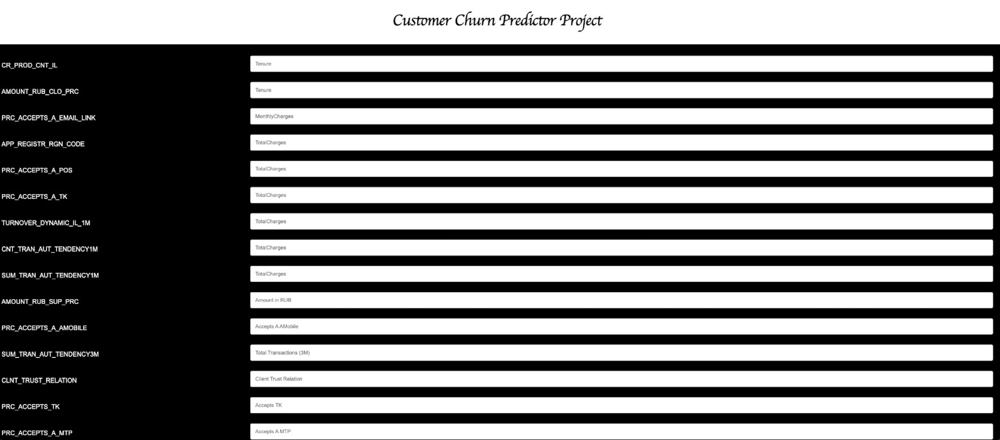 Customer Churn Predictor Project
CR_PROD_CNT_IL Tenure
AMOUNT_RUB_CLO_PRC Tenure
PRC_ACCEPTS_A_EMAIL_LINK MonthlyCharges
APP_REGISTR_RGN_CODE TotalCharges
PRC_ACCEPTS_A_POS TotalCharges
PRC_ACCEPTS_A_TK TotalCharges
TURNOVER_DYNAMIC_IL_1M TotalCharges
CNT_TRAN_AUT_TENDENCY1M TotalCharges
SUM_TRAN_AUT_TENDENCY1M TotalCharges
AMOUNT_RUB_SUP_PRC Amount in RUB
PRC_ACCEPTS_A_AMOBILE Accepts A AMobile
SUM_TRAN_AUT_TENDENCY3M Total Transactions (3M)
CLNT_TRUST_RELATION Client Trust Relation
PRC_ACCEPTS_TK Accepts TK
PRC_ACCEPTS_A_MTP Accepts A MTP